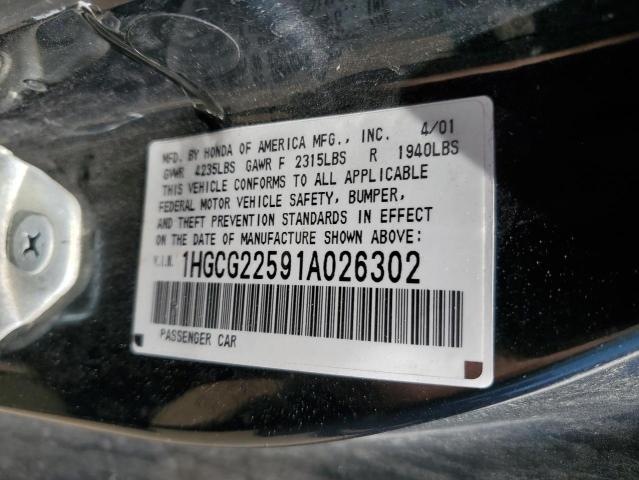 MFD. BY HONDA OF AMERICA MFG., INC. 4/01
GVWR 4235LBS GAWR F 2315LBS R 1940LBS
THIS VEHICLE CONFORMS TO ALL APPLICABLE
FEDERAL MOTOR VEHICLE SAFETY, BUMPER,
AND THEFT PREVENTION STANDARDS IN EFFECT
ON THE DATE OF MANUFACTURE SHOWN ABOVE:
V.I.N. 1HGCG22591A026302
PASSENGER CAR